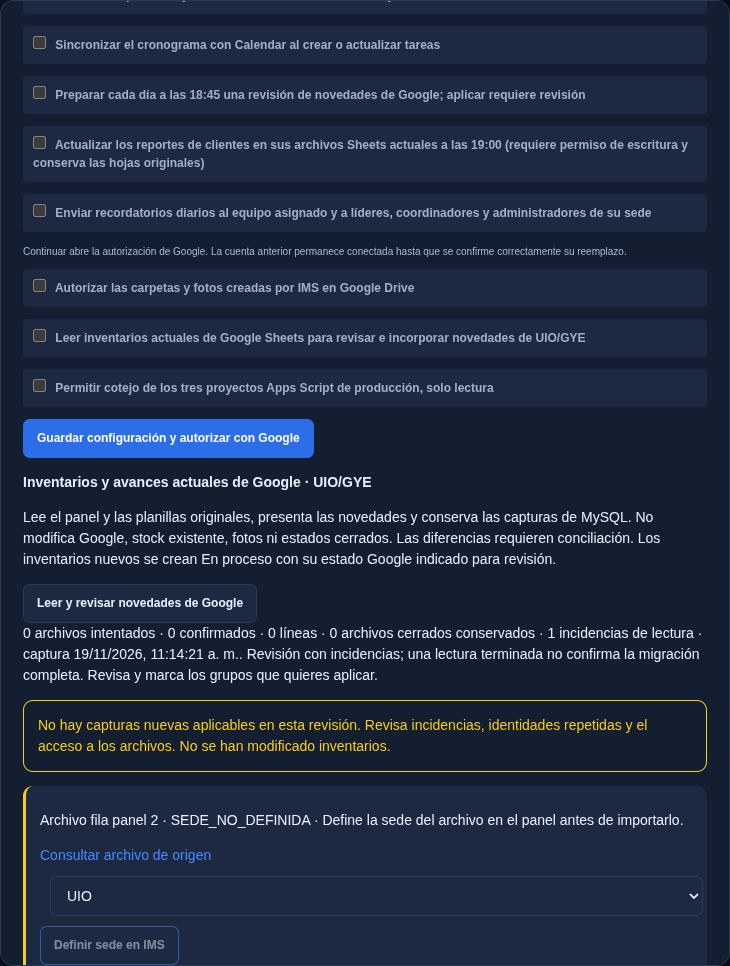 Sincronizar el cronograma con Calendar al crear o actualizar tareas
Preparar cada día a las 18:45 una revisión de novedades de Google; aplicar requiere revisión
Actualizar los reportes de clientes en sus archivos Sheets actuales a las 19:00 (requiere permiso de escritura y
conserva las hojas originales)
Enviar recordatorios diarios al equipo asignado y a líderes, coordinadores y administradores de su sede
Continuar abre la autorización de Google. La cuenta anterior permanece conectada hasta que se confirme correctamente su reemplazo.
Autorizar las carpetas y fotos creadas por IMS en Google Drive
Leer inventarios actuales de Google Sheets para revisar e incorporar novedades de UIO/GYE
Permitir cotejo de los tres proyectos Apps Script de producción, solo lectura
Guardar configuración y autorizar con Google
Inventarios y avances actuales de Google · UIO/GYE
Lee el panel y las planillas originales, presenta las novedades y conserva las capturas de MySQL. No
modifica Google, stock existente, fotos ni estados cerrados. Las diferencias requieren conciliación. Los
inventarios nuevos se crean En proceso con su estado Google indicado para revisión.
Leer y revisar novedades de Google
0 archivos intentados · 0 confirmados · 0 líneas · 0 archivos cerrados conservados · 1 incidencias de lectura ·
captura 19/11/2026, 11:14:21 a. m.. Revisión con incidencias; una lectura terminada no confirma la migración
completa. Revisa y marca los grupos que quieres aplicar.
No hay capturas nuevas aplicables en esta revisión. Revisa incidencias, identidades repetidas y el
acceso a los archivos. No se han modificado inventarios.
Archivo fila panel 2 · SEDE_NO_DEFINIDA · Define la sede del archivo en el panel antes de importarlo.
Consultar archivo de origen
UIO
Definir sede en IMS